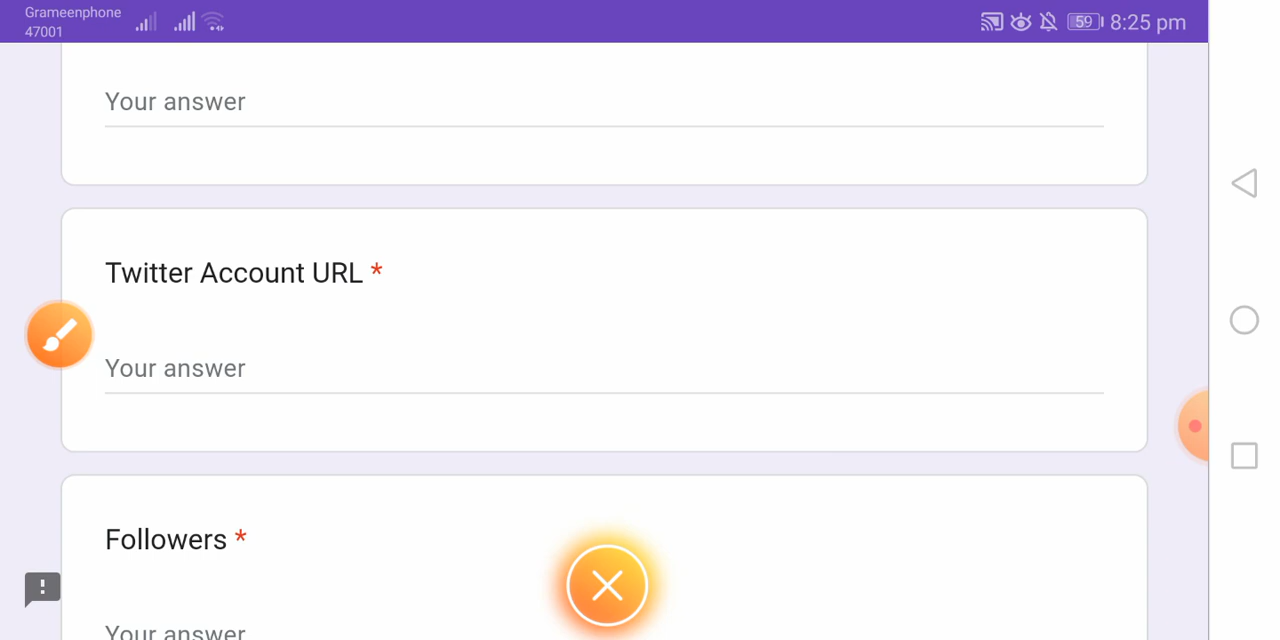 Grameenphone
47001
59 8:25 pm
Your answer
Twitter Account URL *
Your answer
Followers *
Your answer